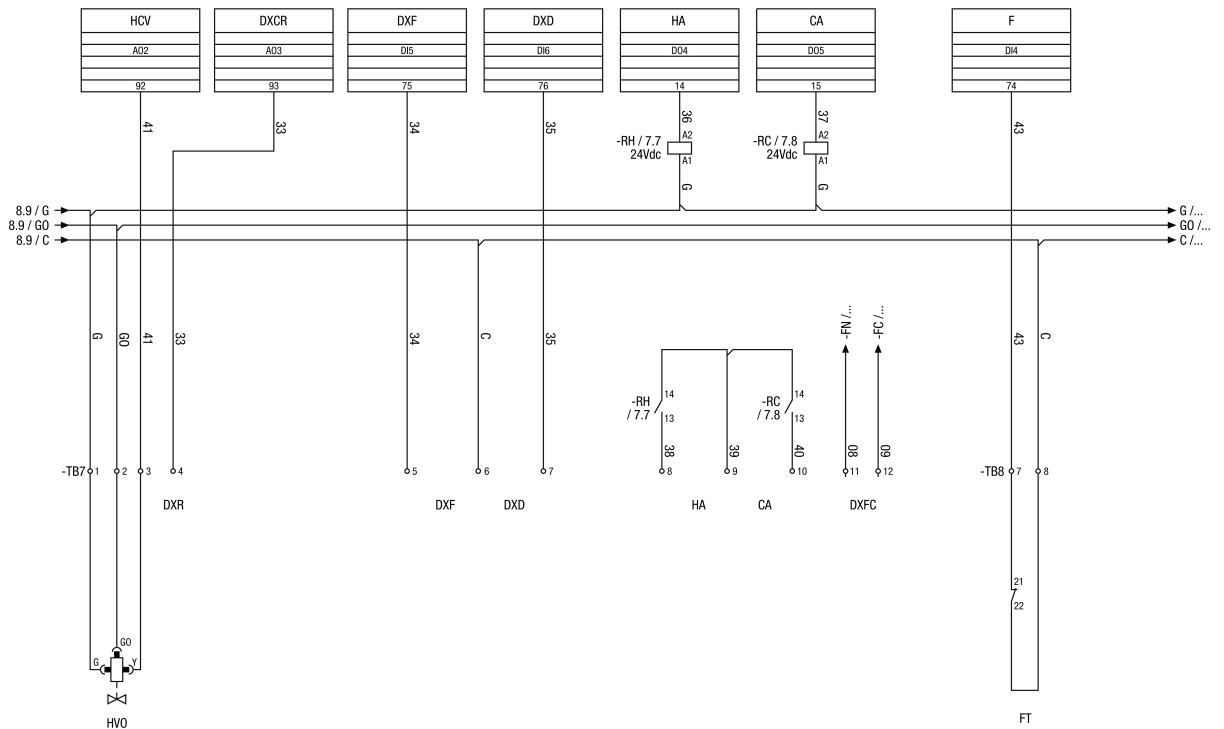 HCV DXCR DXF DXD HA CA F
AO2 AO3 DI5 DI6 DO4 DO5 DI4
92 93 75 76 14 15 74
41 33 34 35 36 37 43
-RH / 7.7 A2 -RC / 7.8 A2
24Vdc A1 24Vdc A1
G G
8.9 / G G /...
8.9 / GO GO /...
8.9 / C C /...
G GO 41 33 34 C 35 -FN / ... -FC / ... 43 C
-RH 14 -RC 14
/ 7.7 13 / 7.8 13
38 39 40 08 09
-TB7 1 2 3 4 5 6 7 8 9 10 11 12 -TB8 7 8
DXR DXF DXD HA CA DXFC
21
22
GO
G Y
HVO FT